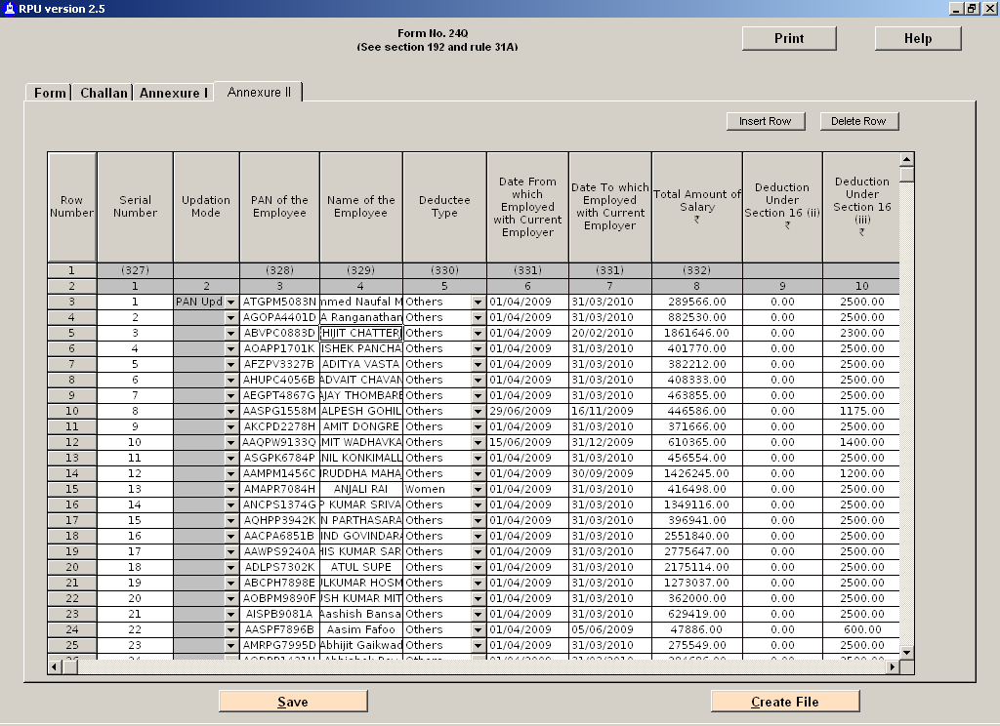 RPU version 2.5
Form No. 24Q
(See section 192 and rule 31A)
Print
Help
Form Challan Annexure I Annexure II
Insert Row Delete Row
Row Number Serial Number Updation Mode PAN of the Employee Name of the Employee Deductee Type Date From which Employed with Current Employer Date To which Employed with Current Employer Total Amount of Salary ₹ Deduction Under Section 16 (ii) ₹ Deduction Under Section 16 (iii) ₹
1 (327) (328) (329) (330) (331) (331) (332)
2 1 2 3 4 5 6 7 8 9 10
3 1 PAN Upd ATGPM5083N nmed Naufal M Others 01/04/2009 31/03/2010 289566.00 0.00 2500.00
4 2 AGOPA4401D A Ranganathan Others 01/04/2009 31/03/2010 882530.00 0.00 2500.00
5 3 ABVPC0883D HIJIT CHATTERJ Others 01/04/2009 20/02/2010 1861646.00 0.00 2300.00
6 4 AOAPP1701K ISHEK PANCHA Others 01/04/2009 31/03/2010 401770.00 0.00 2500.00
7 5 AFZPV3327B ADITYA VASTA Others 01/04/2009 31/03/2010 382212.00 0.00 2500.00
8 6 AHUPC4056B ADVAIT CHAVAN Others 01/04/2009 31/03/2010 408333.00 0.00 2500.00
9 7 AEGPT4867G AJAY THOMBARE Others 01/04/2009 31/03/2010 463855.00 0.00 2500.00
10 8 AASPG1558M ALPESH GOHIL Others 29/06/2009 16/11/2009 446586.00 0.00 1175.00
11 9 AKCPD2278H AMIT DONGRE Others 01/04/2009 31/03/2010 371666.00 0.00 2500.00
12 10 AAQPW9133Q MIT WADHAVKA Others 15/06/2009 31/12/2009 610365.00 0.00 1400.00
13 11 ASGPK6784P NIL KONKIMALL Others 01/04/2009 31/03/2010 456554.00 0.00 2500.00
14 12 AAMPM1456C IRUDDHA MAHA Others 01/04/2009 30/09/2009 1426245.00 0.00 1200.00
15 13 AMAPR7084H ANJALI RAI Women 01/04/2009 31/03/2010 416498.00 0.00 2500.00
16 14 ANCPS1374G P KUMAR SRIVA Others 01/04/2009 31/03/2010 1349116.00 0.00 2500.00
17 15 AQHPP3942K N PARTHASARA Others 01/04/2009 31/03/2010 396941.00 0.00 2500.00
18 16 AACPA6851B IND GOVINDARA Others 01/04/2009 31/03/2010 2551840.00 0.00 2500.00
19 17 AAWPS9240A HIS KUMAR SAR Others 01/04/2009 31/03/2010 2775647.00 0.00 2500.00
20 18 ADLPS7302K ATUL SUPE Others 01/04/2009 31/03/2010 2175114.00 0.00 2500.00
21 19 ABCPH7898E ULKUMAR HOSM Others 01/04/2009 31/03/2010 1273037.00 0.00 2500.00
22 20 AOBPM9890F USH KUMAR MIT Others 01/04/2009 31/03/2010 362000.00 0.00 2500.00
23 21 AISPB9081A Aashish Bansa Others 01/04/2009 31/03/2010 629419.00 0.00 2500.00
24 22 AASPF7896B Aasim Fafoo Others 01/04/2009 05/06/2009 47886.00 0.00 600.00
25 23 AMRPG7995D Abhijit Gaikwad Others 01/04/2009 31/03/2010 275549.00 0.00 2500.00
Save Create File